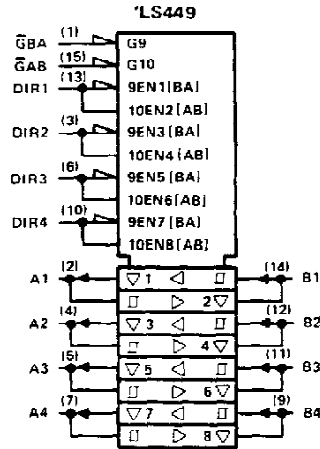 'LS449
G̅BA (1) G9
G̅AB (15) G10
DIR1 (13) 9EN1[BA]
10EN2[AB]
DIR2 (3) 9EN3[BA]
10EN4[AB]
DIR3 (6) 9EN5[BA]
10EN6[AB]
DIR4 (10) 9EN7[BA]
10EN8[AB]
A1 (2) ▽1 ◁ (14) B1
▷ 2▽
A2 (4) ▽3 ◁ (12) B2
▷ 4▽
A3 (5) ▽5 ◁ (11) B3
▷ 6▽
A4 (7) ▽7 ◁ (9) B4
▷ 8▽